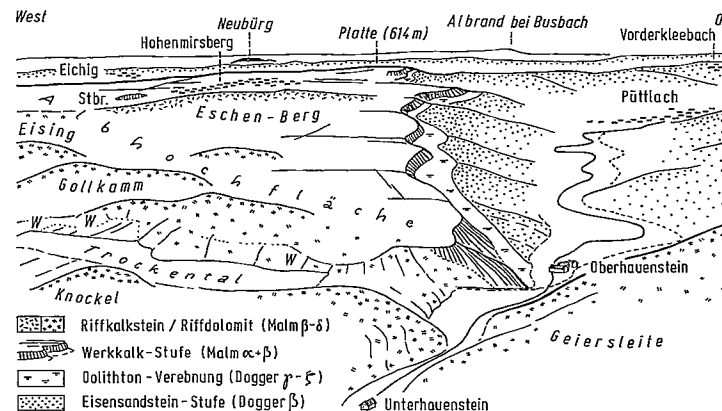 West
Neubürg
Platte (614 m)
Albrand bei Busbach
O
Hohenmirsberg
Vorderkleebach
Eichig
Stbr.
Püttlach
Eschen-Berg
Albhochfläche
Eising
Gollkamm
W
W
W
Trockental
Oberhauenstein
Knockel
Geiersleite
Riffkalkstein / Riffdolomit (Malm β-δ)
Werkkalk-Stufe (Malm α+β)
Oolithton-Verebnung (Dogger γ-ζ)
Eisensandstein-Stufe (Dogger β)
Unterhauenstein